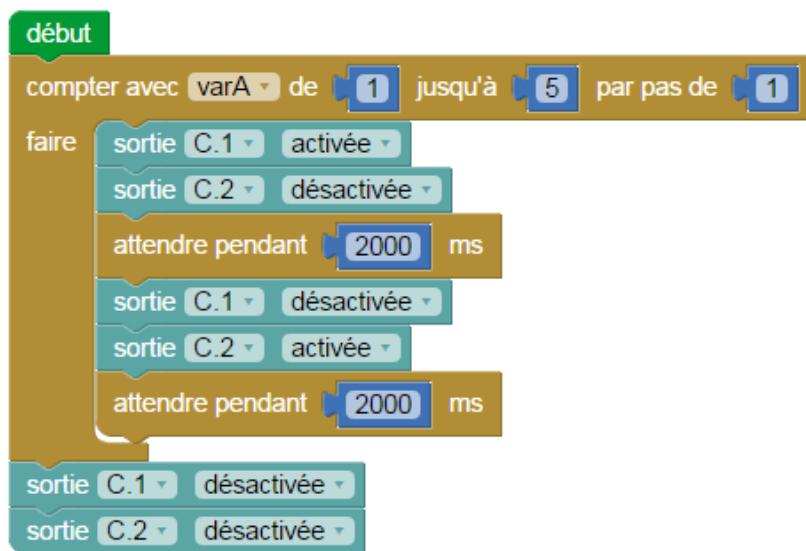 début
compter avec varA de 1 jusqu'à 5 par pas de 1
faire sortie C.1 activée
sortie C.2 désactivée
attendre pendant 2000 ms
sortie C.1 désactivée
sortie C.2 activée
attendre pendant 2000 ms
sortie C.1 désactivée
sortie C.2 désactivée